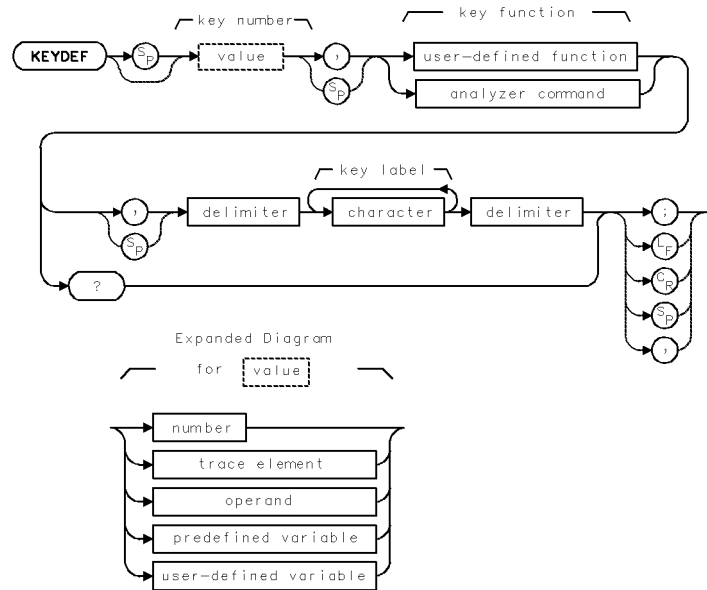 key number
key function
KEYDEF
SP
value
,
user-defined function
SP
analyzer command
key label
,
delimiter
character
delimiter
;
SP
LF
?
CR
SP
,
Expanded Diagram
for value
number
trace element
operand
predefined variable
user-defined variable